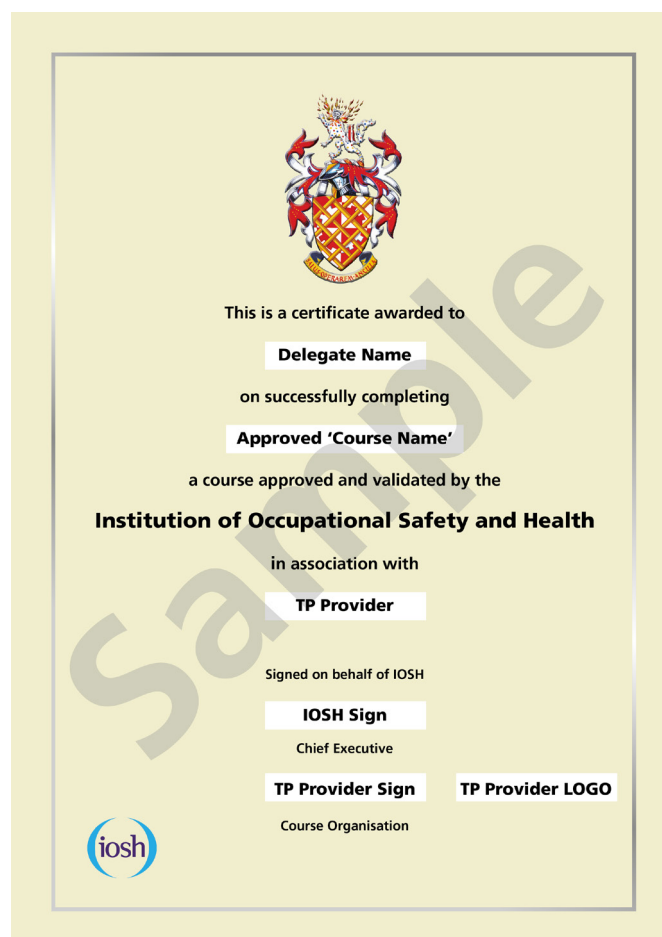 This is a certificate awarded to
Delegate Name
on successfully completing
Approved ‘Course Name’
a course approved and validated by the
Institution of Occupational Safety and Health
in association with
TP Provider
Signed on behalf of IOSH
IOSH Sign
Chief Executive
TP Provider Sign
TP Provider LOGO
Course Organisation
iosh
Sample